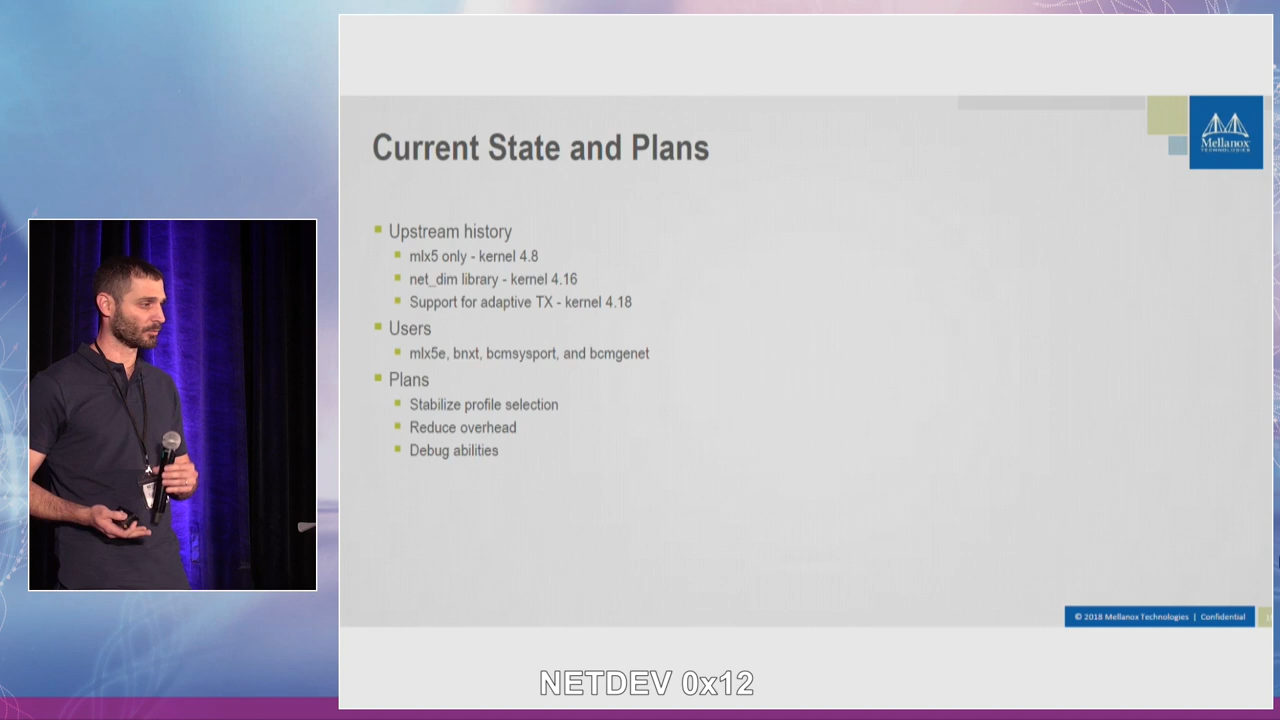 Current State and Plans
Mellanox
TECHNOLOGIES
Upstream history
mlx5 only - kernel 4.8
net_dim library - kernel 4.16
Support for adaptive TX - kernel 4.18
Users
mlx5e, bnxt, bcmsysport, and bcmgenet
Plans
Stabilize profile selection
Reduce overhead
Debug abilities
© 2018 Mellanox Technologies | Confidential
NETDEV 0x12